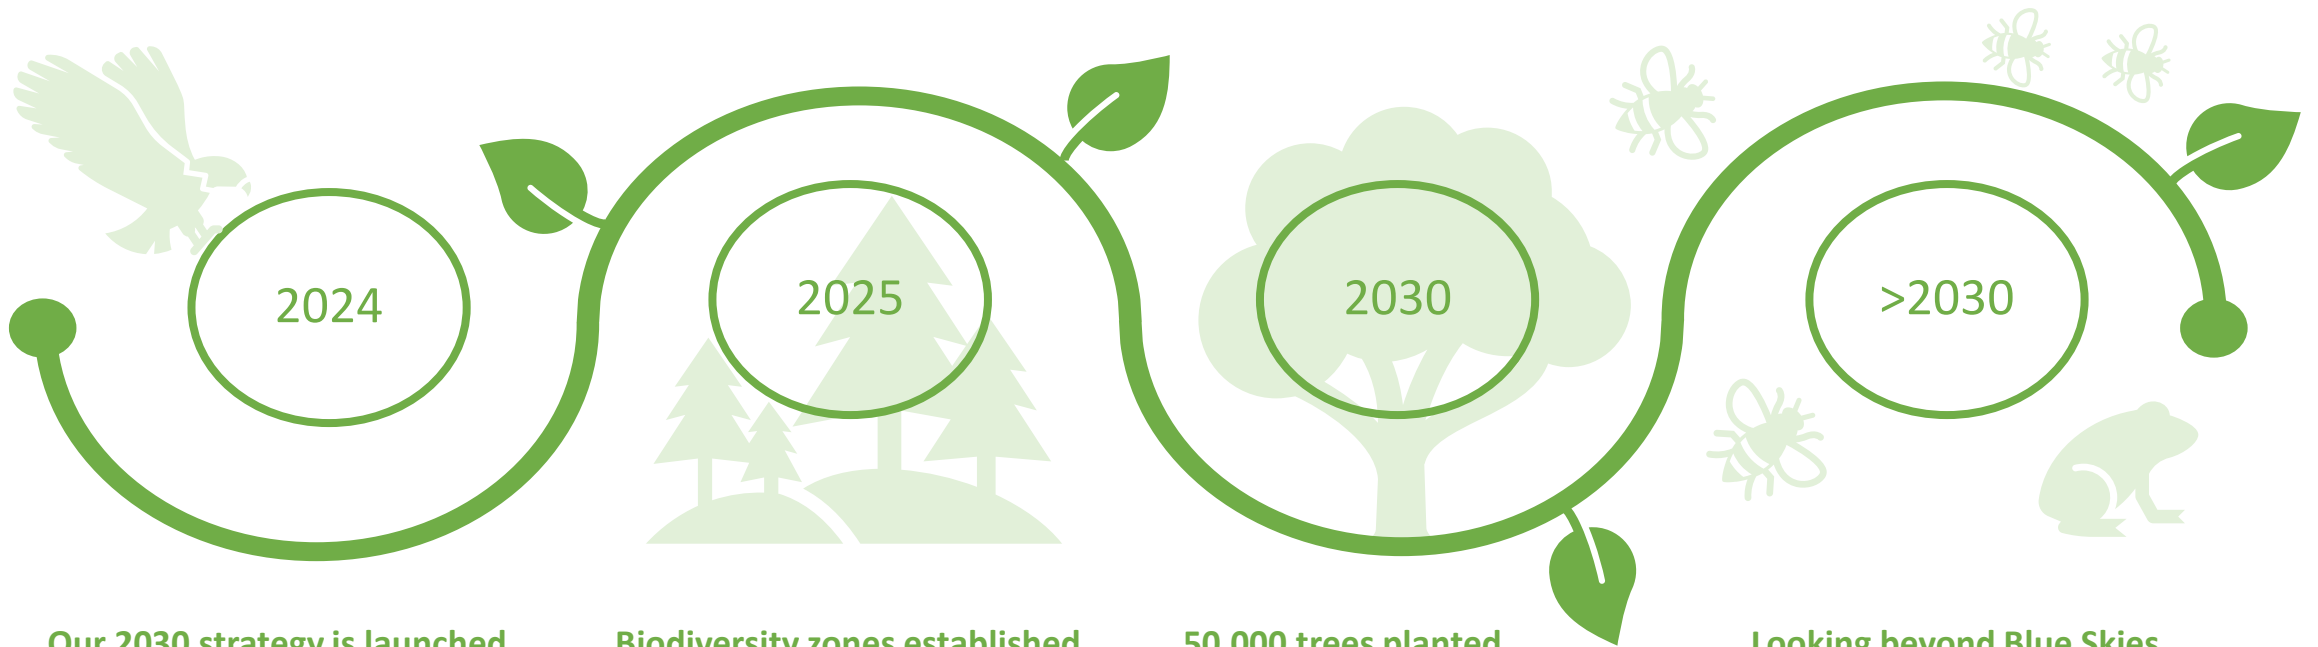 2024
2025
2030
>2030
Our 2030 strategy is launched
Biodiversity zones established
50,000 trees planted
Looking beyond Blue Skies